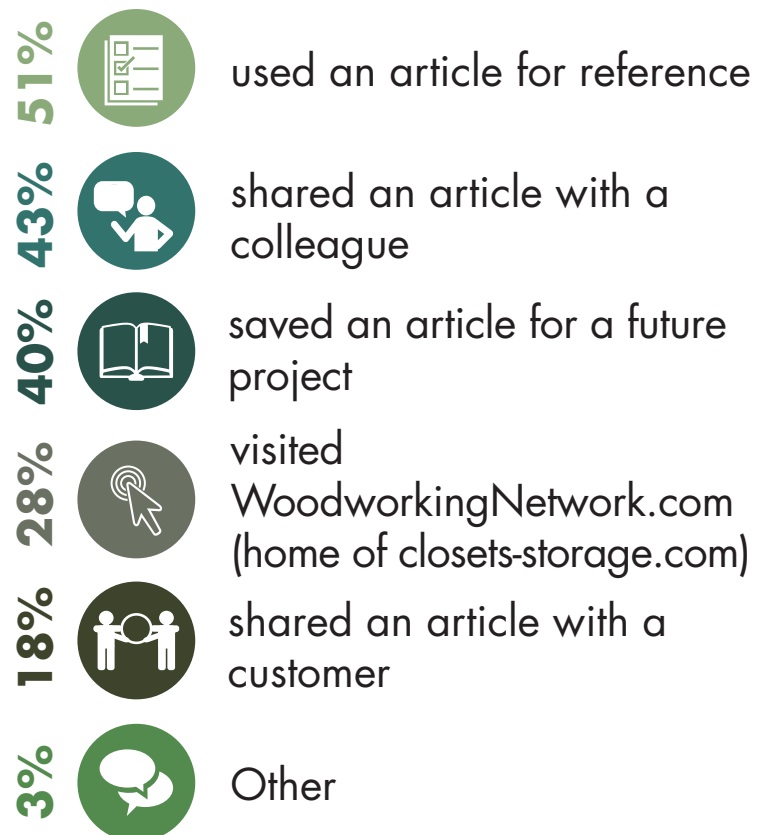 51%
used an article for reference
43%
shared an article with a
colleague
40%
saved an article for a future
project
28%
visited
WoodworkingNetwork.com
(home of closets-storage.com)
18%
shared an article with a
customer
3%
Other